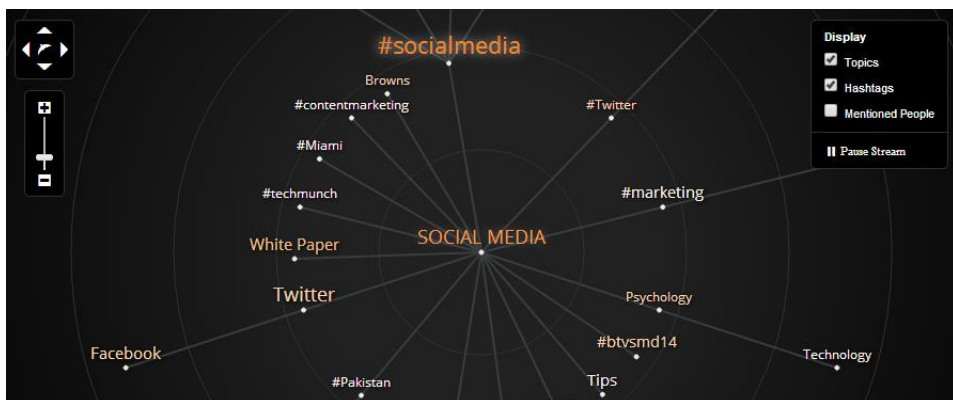 #socialmedia
Browns
#contentmarketing
#Twitter
#Miami
#techmunch
#marketing
White Paper
SOCIAL MEDIA
Twitter
Psychology
Facebook
#btvsmd14
Technology
#Pakistan
Tips
Display
Topics
Hashtags
Mentioned People
Pause Stream